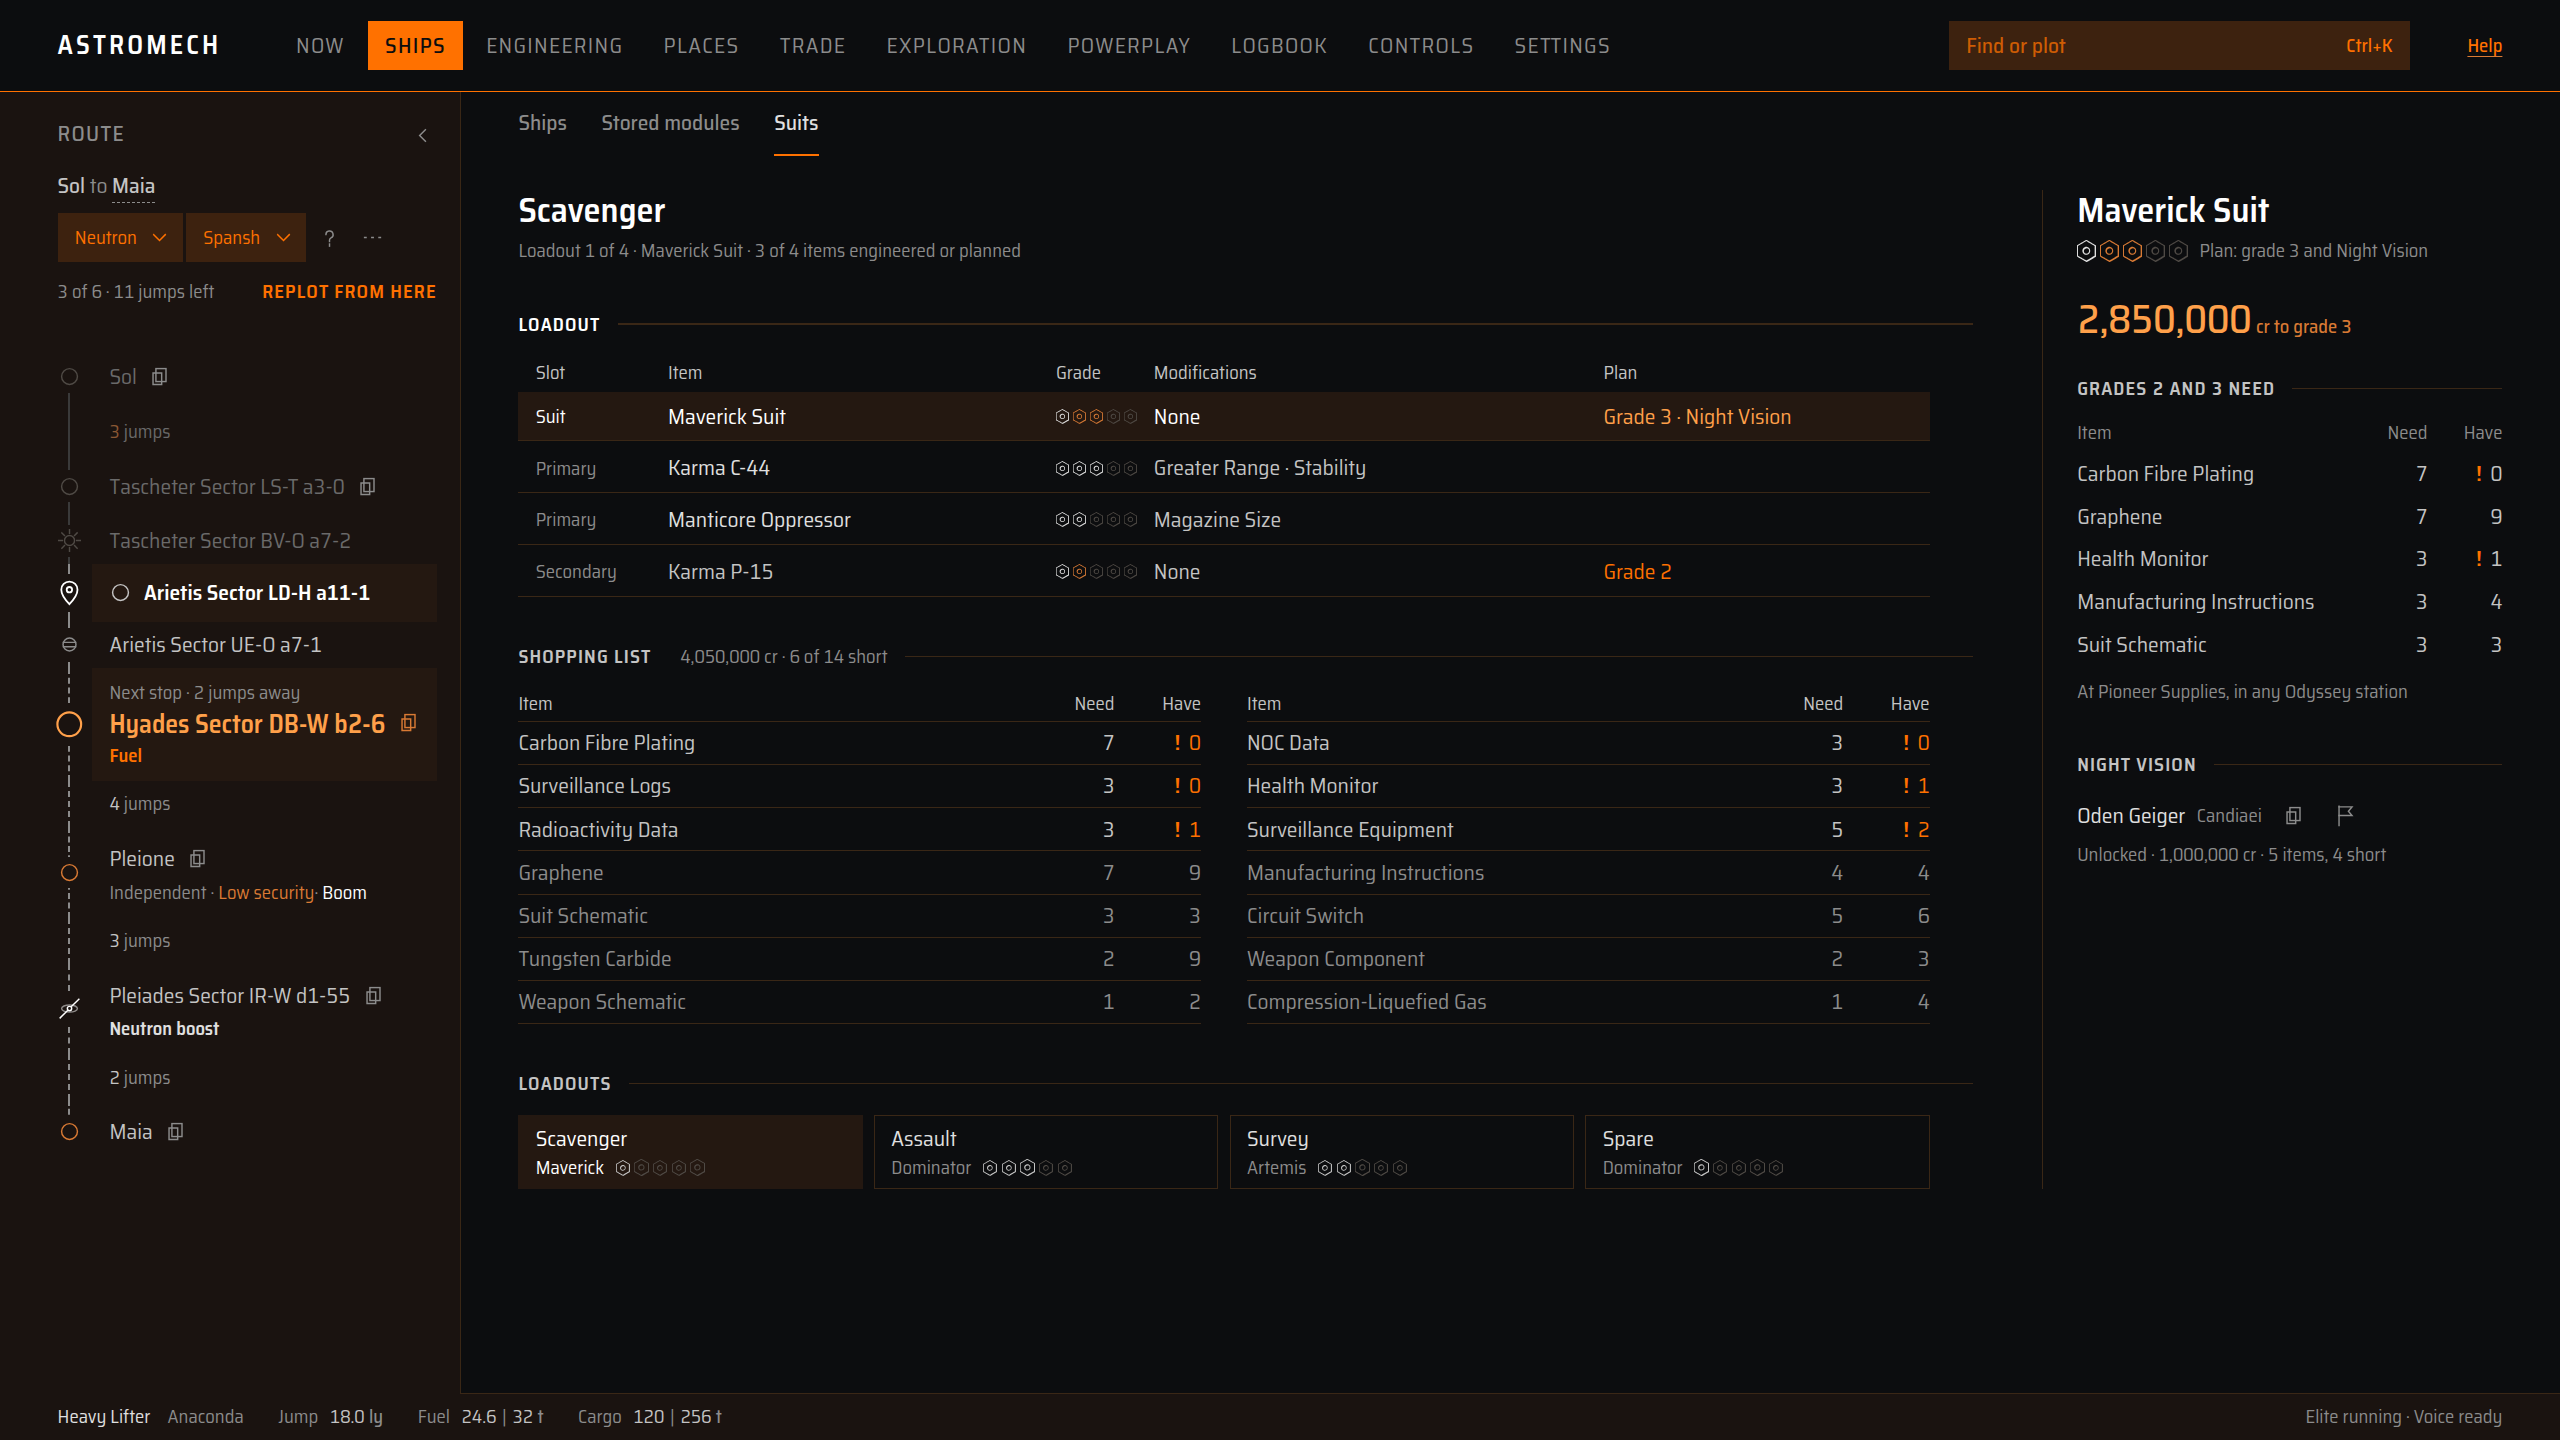 ASTROMECH NOW SHIPS ENGINEERING PLACES TRADE EXPLORATION POWERPLAY LOGBOOK CONTROLS SETTINGS Find or plot Ctrl+K Help
ROUTE
Sol to Maia
Neutron Spansh ? ···
3 of 6 · 11 jumps left REPLOT FROM HERE
Sol
3 jumps
Tascheter Sector LS-T a3-0
Tascheter Sector BV-O a7-2
Arietis Sector LD-H a11-1
Arietis Sector UE-O a7-1
Next stop · 2 jumps away
Hyades Sector DB-W b2-6
Fuel
4 jumps
Pleione
Independent · Low security · Boom
3 jumps
Pleiades Sector IR-W d1-55
Neutron boost
2 jumps
Maia
Ships Stored modules Suits
Scavenger
Loadout 1 of 4 · Maverick Suit · 3 of 4 items engineered or planned
LOADOUT
Slot Item Grade Modifications Plan
Suit Maverick Suit None Grade 3 · Night Vision
Primary Karma C-44 Greater Range · Stability
Primary Manticore Oppressor Magazine Size
Secondary Karma P-15 None Grade 2
SHOPPING LIST 4,050,000 cr · 6 of 14 short
Item Need Have Item Need Have
Carbon Fibre Plating 7 ! 0 NOC Data 3 ! 0
Surveillance Logs 3 ! 0 Health Monitor 3 ! 1
Radioactivity Data 3 ! 1 Surveillance Equipment 5 ! 2
Graphene 7 9 Manufacturing Instructions 4 4
Suit Schematic 3 3 Circuit Switch 5 6
Tungsten Carbide 2 9 Weapon Component 2 3
Weapon Schematic 1 2 Compression-Liquefied Gas 1 4
LOADOUTS
Scavenger Assault Survey Spare
Maverick Dominator Artemis Dominator
Maverick Suit
Plan: grade 3 and Night Vision
2,850,000 cr to grade 3
GRADES 2 AND 3 NEED
Item Need Have
Carbon Fibre Plating 7 ! 0
Graphene 7 9
Health Monitor 3 ! 1
Manufacturing Instructions 3 4
Suit Schematic 3 3
At Pioneer Supplies, in any Odyssey station
NIGHT VISION
Oden Geiger Candiaei
Unlocked · 1,000,000 cr · 5 items, 4 short
Heavy Lifter Anaconda Jump 18.0 ly Fuel 24.6 | 32 t Cargo 120 | 256 t Elite running · Voice ready